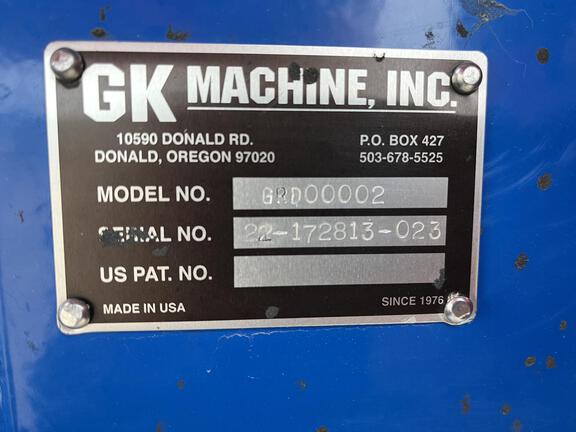 GK MACHINE, INC.
10590 DONALD RD. P.O. BOX 427
DONALD, OREGON 97020 503-678-5525
MODEL NO. GRD00002
SERIAL NO. 22-172813-023
US PAT. NO.
MADE IN USA SINCE 1976